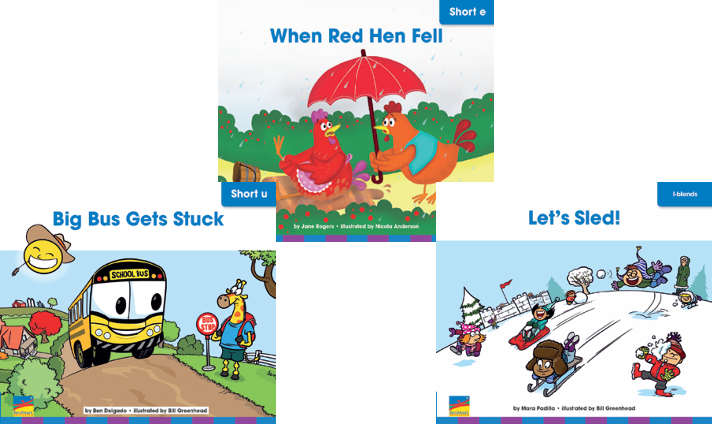 Short e
When Red Hen Fell
by Jane Rogers • illustrated by Nicola Anderson
Short u
Big Bus Gets Stuck
SCHOOL BUS
BUS
STOP
by Ben Delgado • illustrated by Bill Greenhead
l-blends
Let's Sled!
by Mara Padilla • illustrated by Bill Greenhead